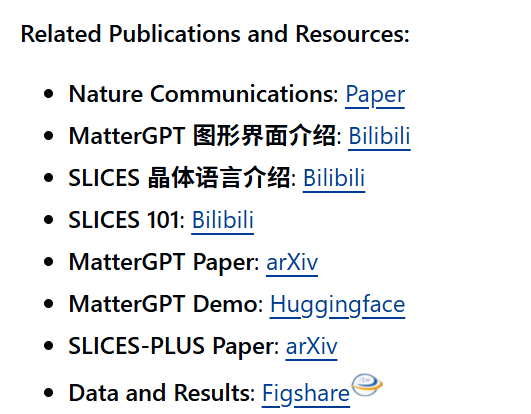 Related Publications and Resources:
Nature Communications: Paper
MatterGPT 图形界面介绍: Bilibili
SLICES 晶体语言介绍: Bilibili
SLICES 101: Bilibili
MatterGPT Paper: arXiv
MatterGPT Demo: Huggingface
SLICES-PLUS Paper: arXiv
Data and Results: Figshare